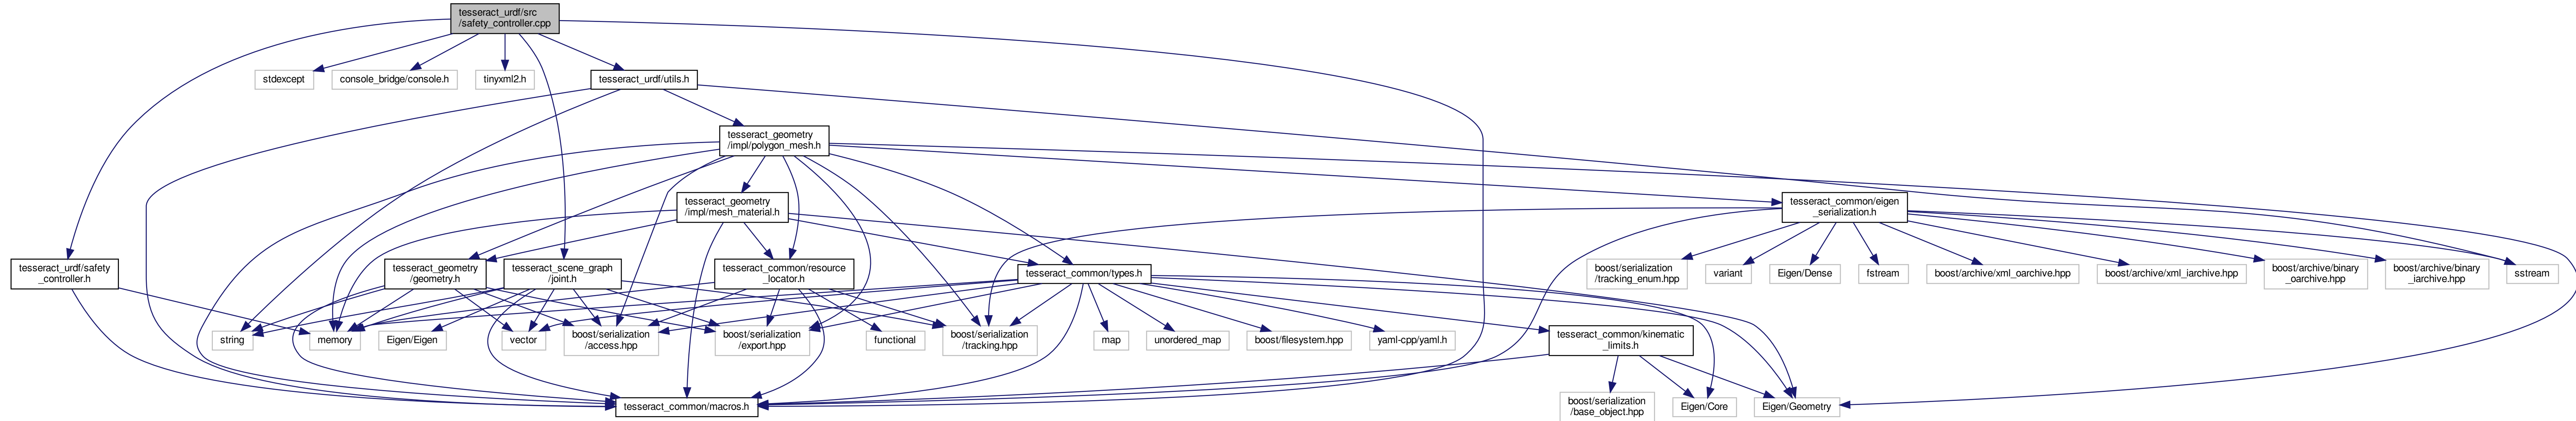 tesseract_urdf/src
/safety_controller.cpp
stdexcept
console_bridge/console.h
tinyxml2.h
tesseract_urdf/utils.h
tesseract_geometry
/impl/polygon_mesh.h
tesseract_geometry
/impl/mesh_material.h
tesseract_common/eigen
_serialization.h
tesseract_urdf/safety
_controller.h
tesseract_geometry
/geometry.h
tesseract_scene_graph
/joint.h
tesseract_common/resource
_locator.h
tesseract_common/types.h
boost/serialization
/tracking_enum.hpp
variant
Eigen/Dense
fstream
boost/archive/xml_oarchive.hpp
boost/archive/xml_iarchive.hpp
boost/archive/binary
_oarchive.hpp
boost/archive/binary
_iarchive.hpp
sstream
string
memory
Eigen/Eigen
vector
boost/serialization
/access.hpp
boost/serialization
/export.hpp
functional
boost/serialization
/tracking.hpp
map
unordered_map
boost/filesystem.hpp
yaml-cpp/yaml.h
tesseract_common/kinematic
_limits.h
tesseract_common/macros.h
boost/serialization
/base_object.hpp
Eigen/Core
Eigen/Geometry